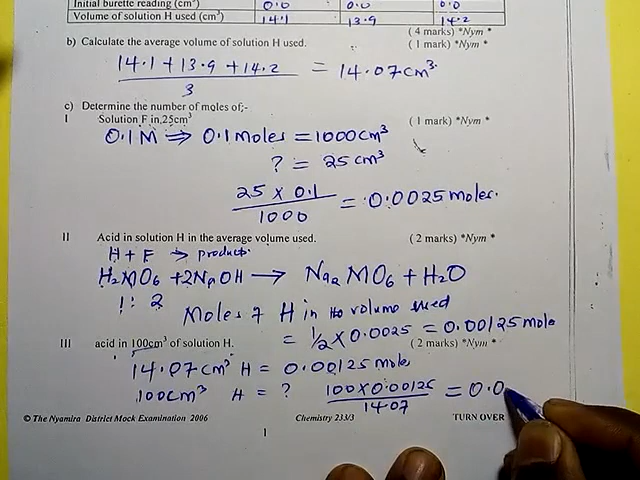 Initial burette reading (cm³) 0.0 0.0 0.0
Volume of solution H used (cm³) 14.1 13.9 14.2
( 4 marks) *Nym *
b) Calculate the average volume of solution H used. ( 1 mark) *Nym *
14.1 + 13.9 + 14.2 = 14.07cm³.
3
c) Determine the number of moles of;-
I Solution F in 25cm³ ( 1 mark) *Nym *
0.1 M ⇒ 0.1 moles = 1000cm³
? = 25cm³
25 x 0.1 = 0.0025 moles.
1000
II Acid in solution H in the average volume used. ( 2 marks) *Nym *
H + F → product.
H₂MO₆ + 2NaOH → Na₂MO₆ + H₂O
1 : 2
Moles of H in the volume used
= 1/2 x 0.0025 = 0.00125 mole
III acid in 100cm³ of solution H. ( 2 marks) *Nym *
14.07cm³ H = 0.00125 moles
100cm³ H = ? 100 x 0.00125 = 0.0
14.07
© The Nyamira District Mock Examination 2006 Chemistry 233/3 TURN OVER
1